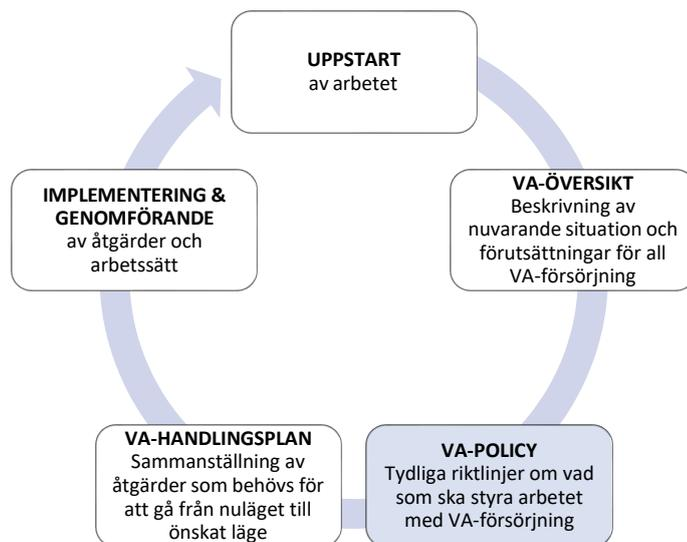 UPPSTART
av arbetet
VA-ÖVERSIKT
Beskrivning av
nuvarande situation och
förutsättningar för all
VA-försörjning
VA-POLICY
Tydliga riktlinjer om vad
som ska styra arbetet
med VA-försörjning
VA-HANDLINGSPLAN
Sammanställning av
åtgärder som behövs för
att gå från nuläget till
önskat läge
IMPLEMENTERING &
GENOMFÖRANDE
av åtgärder och
arbetssätt